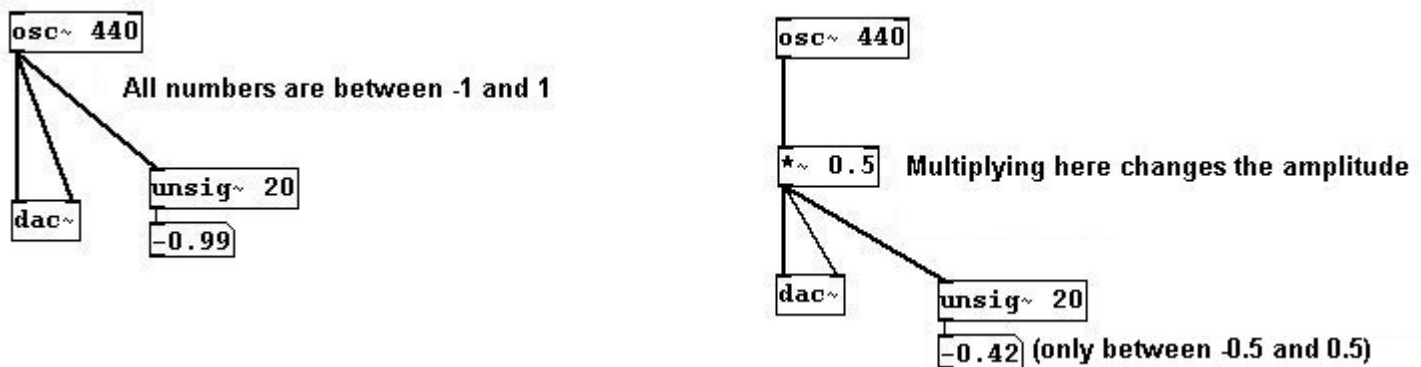 osc~ 440
All numbers are between -1 and 1
unsig~ 20
dac~
-0.99
osc~ 440
*~ 0.5 Multiplying here changes the amplitude
dac~
unsig~ 20
-0.42 (only between -0.5 and 0.5)